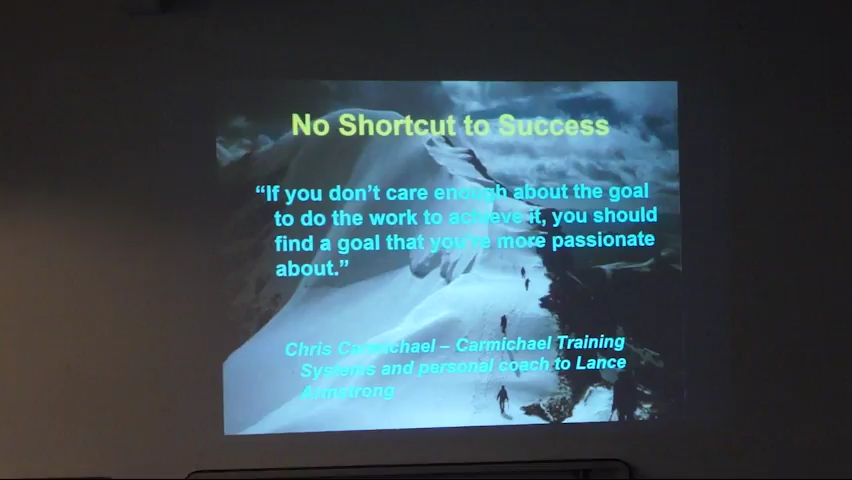 No Shortcut to Success
“If you don’t care enough about the goal
to do the work to achieve it, you should
find a goal that you’re more passionate
about.”
Chris Carmichael – Carmichael Training
Systems and personal coach to Lance
Armstrong